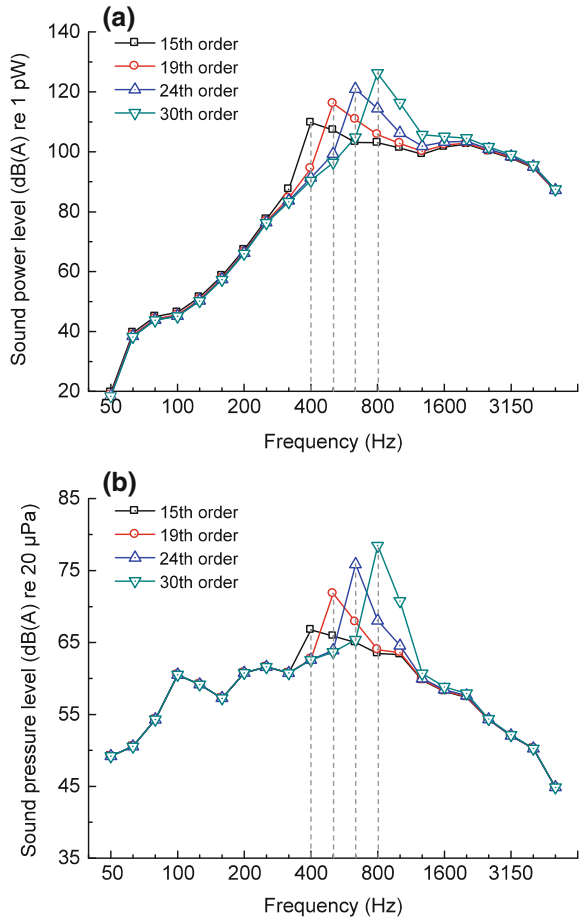 (a)
140
120
100
80
60
40
20
Sound power level (dB(A) re 1 pW)
15th order
19th order
24th order
30th order
50 100 200 400 800 1600 3150
Frequency (Hz)
(b)
85
75
65
55
45
35
Sound pressure level (dB(A) re 20 μPa)
15th order
19th order
24th order
30th order
50 100 200 400 800 1600 3150
Frequency (Hz)